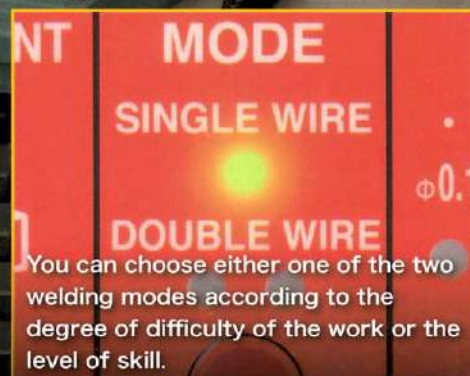 NT
MODE
SINGLE WIRE
Φ0.
DOUBLE WIRE
You can choose either one of the two
welding modes according to the
degree of difficulty of the work or the
level of skill.